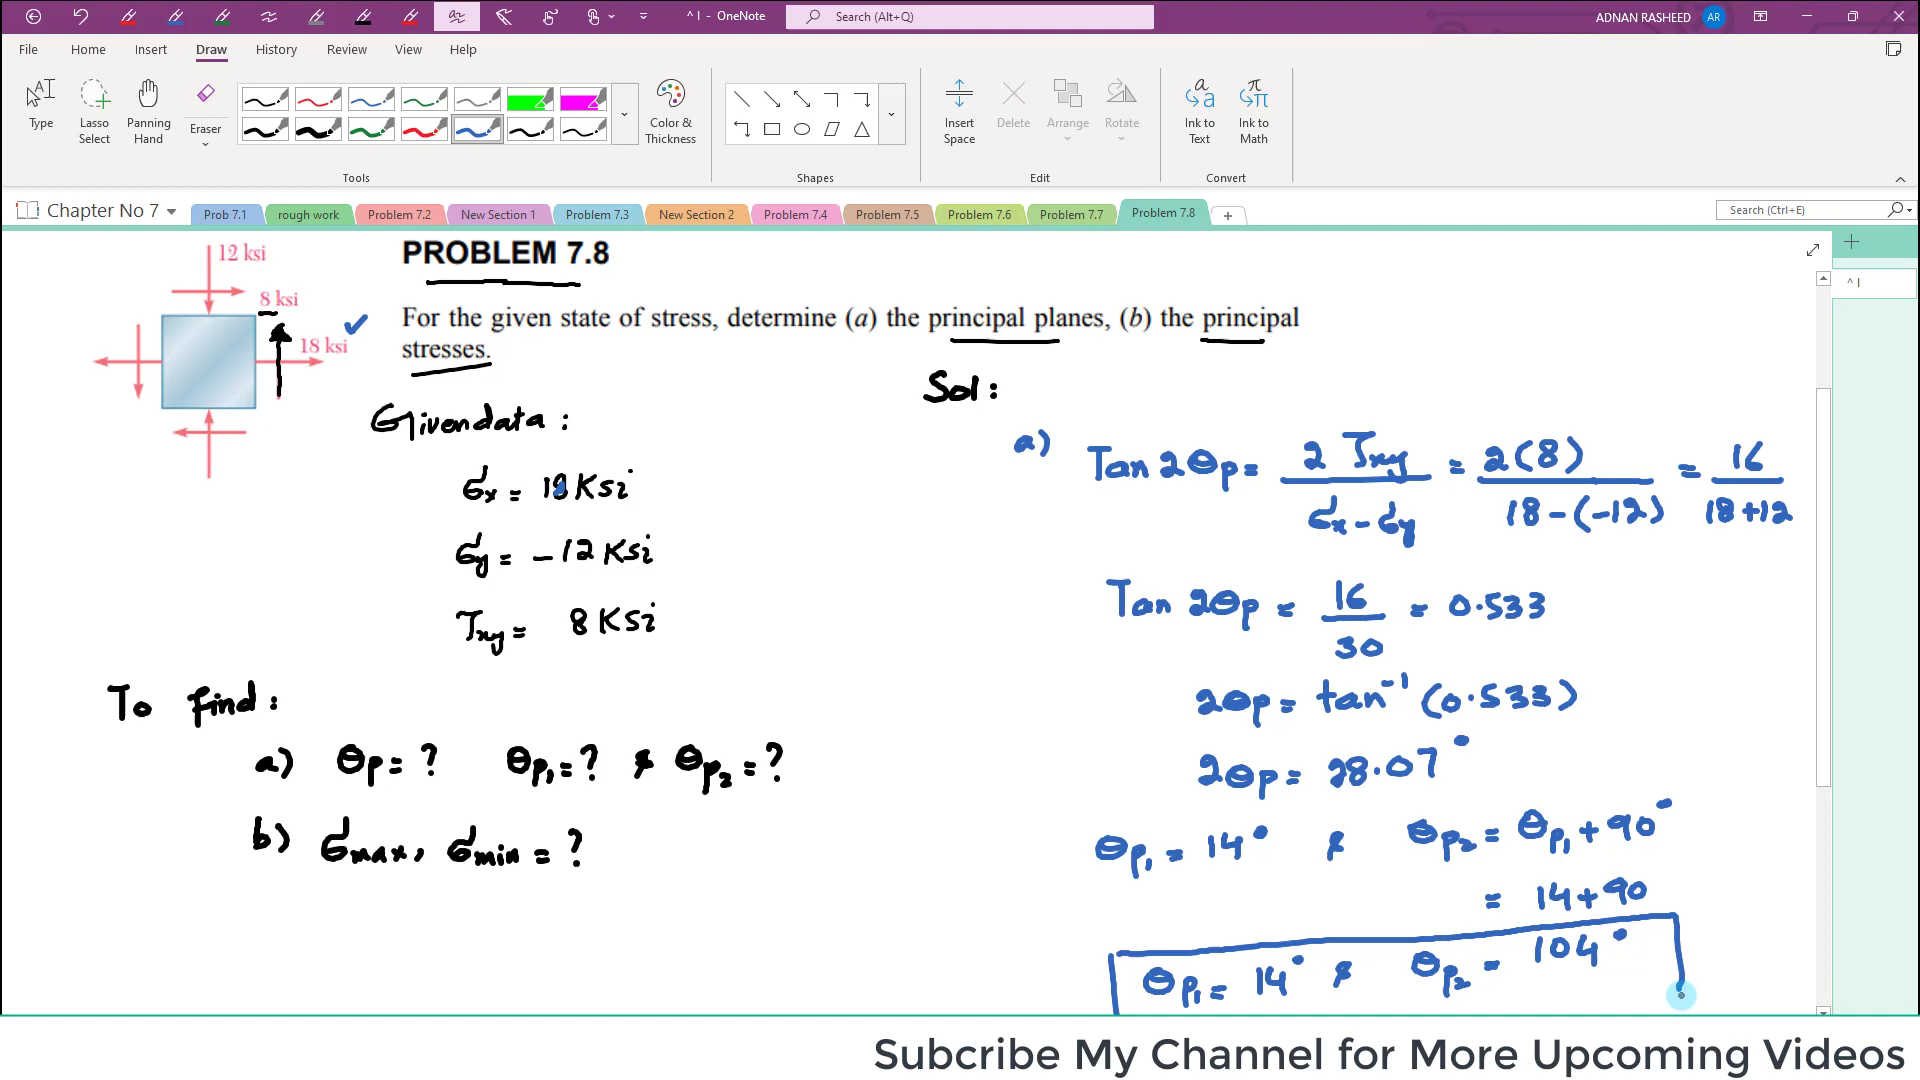 ^ I - OneNote
Search (Alt+Q)
ADNAN RASHEED AR
File Home Insert Draw History Review View Help
Type
Lasso Select
Panning Hand
Eraser
Color & Thickness
Insert Space
Delete
Arrange
Rotate
Ink to Text
Ink to Math
Tools Shapes Edit Convert
Chapter No 7 Prob 7.1 rough work Problem 7.2 New Section 1 Problem 7.3 New Section 2 Problem 7.4 Problem 7.5 Problem 7.6 Problem 7.7 Problem 7.8 +
Search (Ctrl+E)
^ I
12 ksi
8 ksi
18 ksi
PROBLEM 7.8
For the given state of stress, determine (a) the principal planes, (b) the principal
stresses.
Given data :
σx = 18 Ksi
σy = -12 Ksi
τxy = 8 Ksi
To find :
a) θp = ? θp1 = ? & θp2 = ?
b) σmax, σmin = ?
Sol :
a) Tan 2θp = 2 τxy / σx - σy = 2(8) / 18-(-12) = 16 / 18+12
Tan 2θp = 16 / 30 = 0.533
2θp = tan⁻¹ (0.533)
2θp = 28.07°
θp1 = 14° & θp2 = θp1 + 90°
= 14+90
θp1 = 14° & θp2 = 104°
Subcribe My Channel for More Upcoming Videos